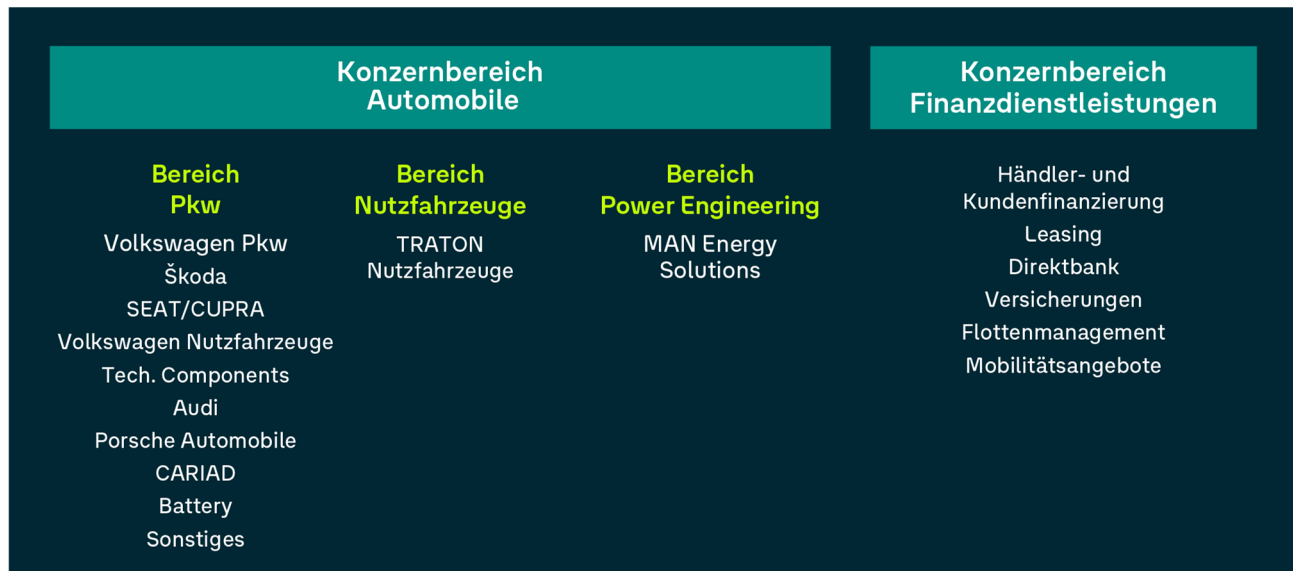 Konzernbereich
Automobile
Bereich
Pkw
Volkswagen Pkw
Škoda
SEAT/CUPRA
Volkswagen Nutzfahrzeuge
Tech. Components
Audi
Porsche Automobile
CARIAD
Battery
Sonstiges
Bereich
Nutzfahrzeuge
TRATON
Nutzfahrzeuge
Bereich
Power Engineering
MAN Energy
Solutions
Konzernbereich
Finanzdienstleistungen
Händler- und
Kundenfinanzierung
Leasing
Direktbank
Versicherungen
Flottenmanagement
Mobilitätsangebote